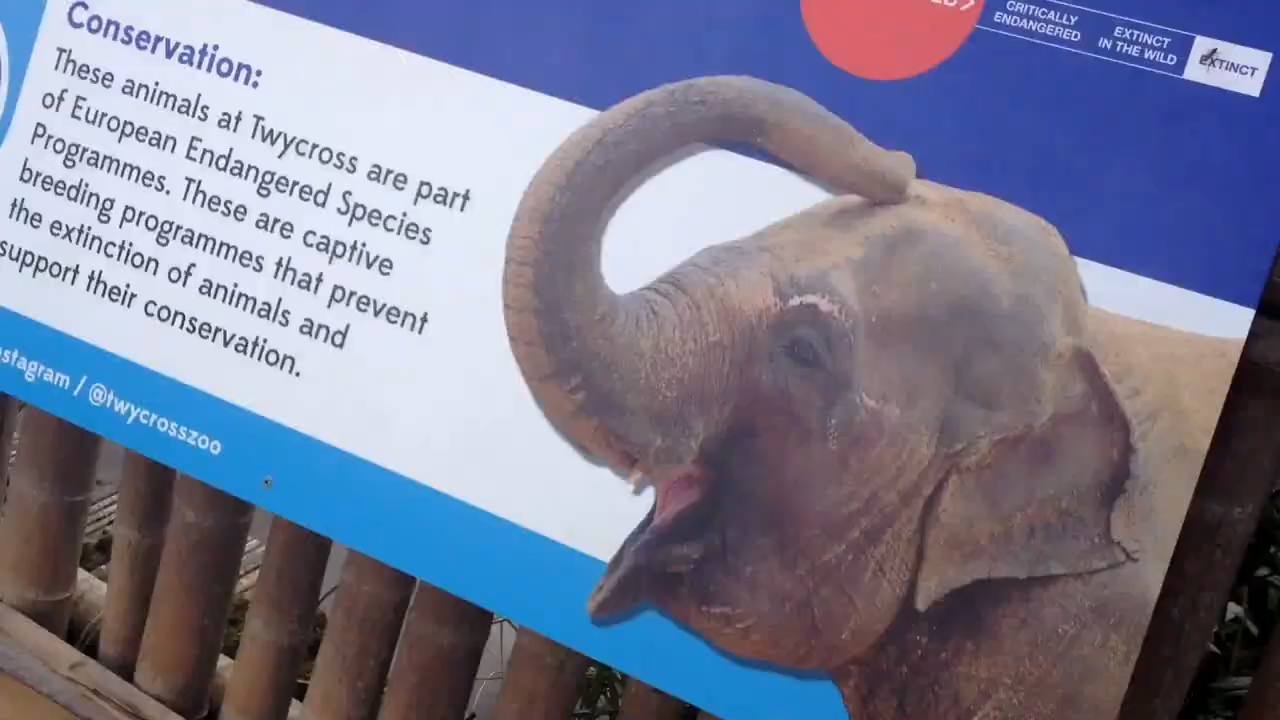 Conservation:
These animals at Twycross are part
of European Endangered Species
Programmes. These are captive
breeding programmes that prevent
the extinction of animals and
support their conservation.
/ @twycrosszoo
CRITICALLY
ENDANGERED
EXTINCT
IN THE WILD
EXTINCT